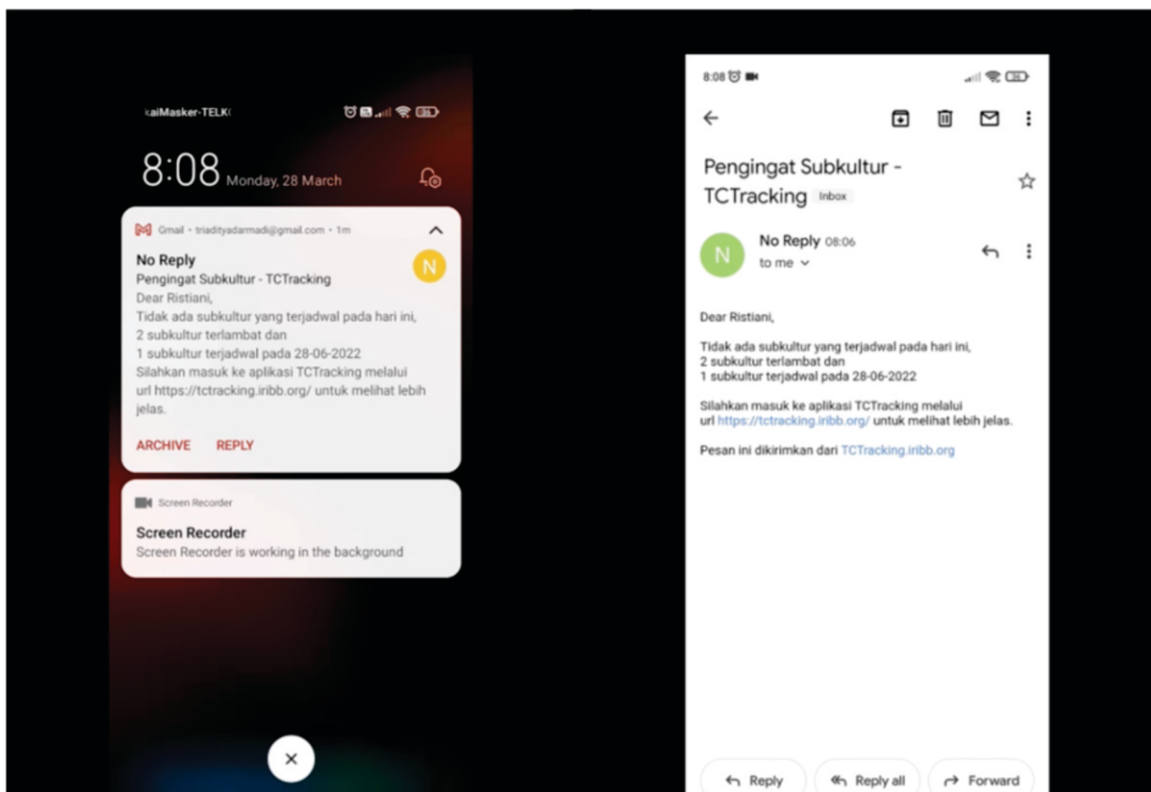 kaiMasker-TELK
8:08 Monday, 28 March
Gmail • triadityadarmadi@gmail.com • 1m
No Reply
N
Pengingat Subkultur - TCTracking
Dear Ristiani,
Tidak ada subkultur yang terjadwal pada hari ini,
2 subkultur terlambat dan
1 subkultur terjadwal pada 28-06-2022
Silahkan masuk ke aplikasi TCTracking melalui
url https://tctracking.iribb.org/ untuk melihat lebih
jelas.
ARCHIVE REPLY
Screen Recorder
Screen Recorder
Screen Recorder is working in the background
8:08
Pengingat Subkultur -
TCTracking Inbox
N
No Reply 08:06
to me
Dear Ristiani,
Tidak ada subkultur yang terjadwal pada hari ini,
2 subkultur terlambat dan
1 subkultur terjadwal pada 28-06-2022
Silahkan masuk ke aplikasi TCTracking melalui
url https://tctracking.iribb.org/ untuk melihat lebih jelas.
Pesan ini dikirimkan dari TCTracking.iribb.org
Reply Reply all Forward